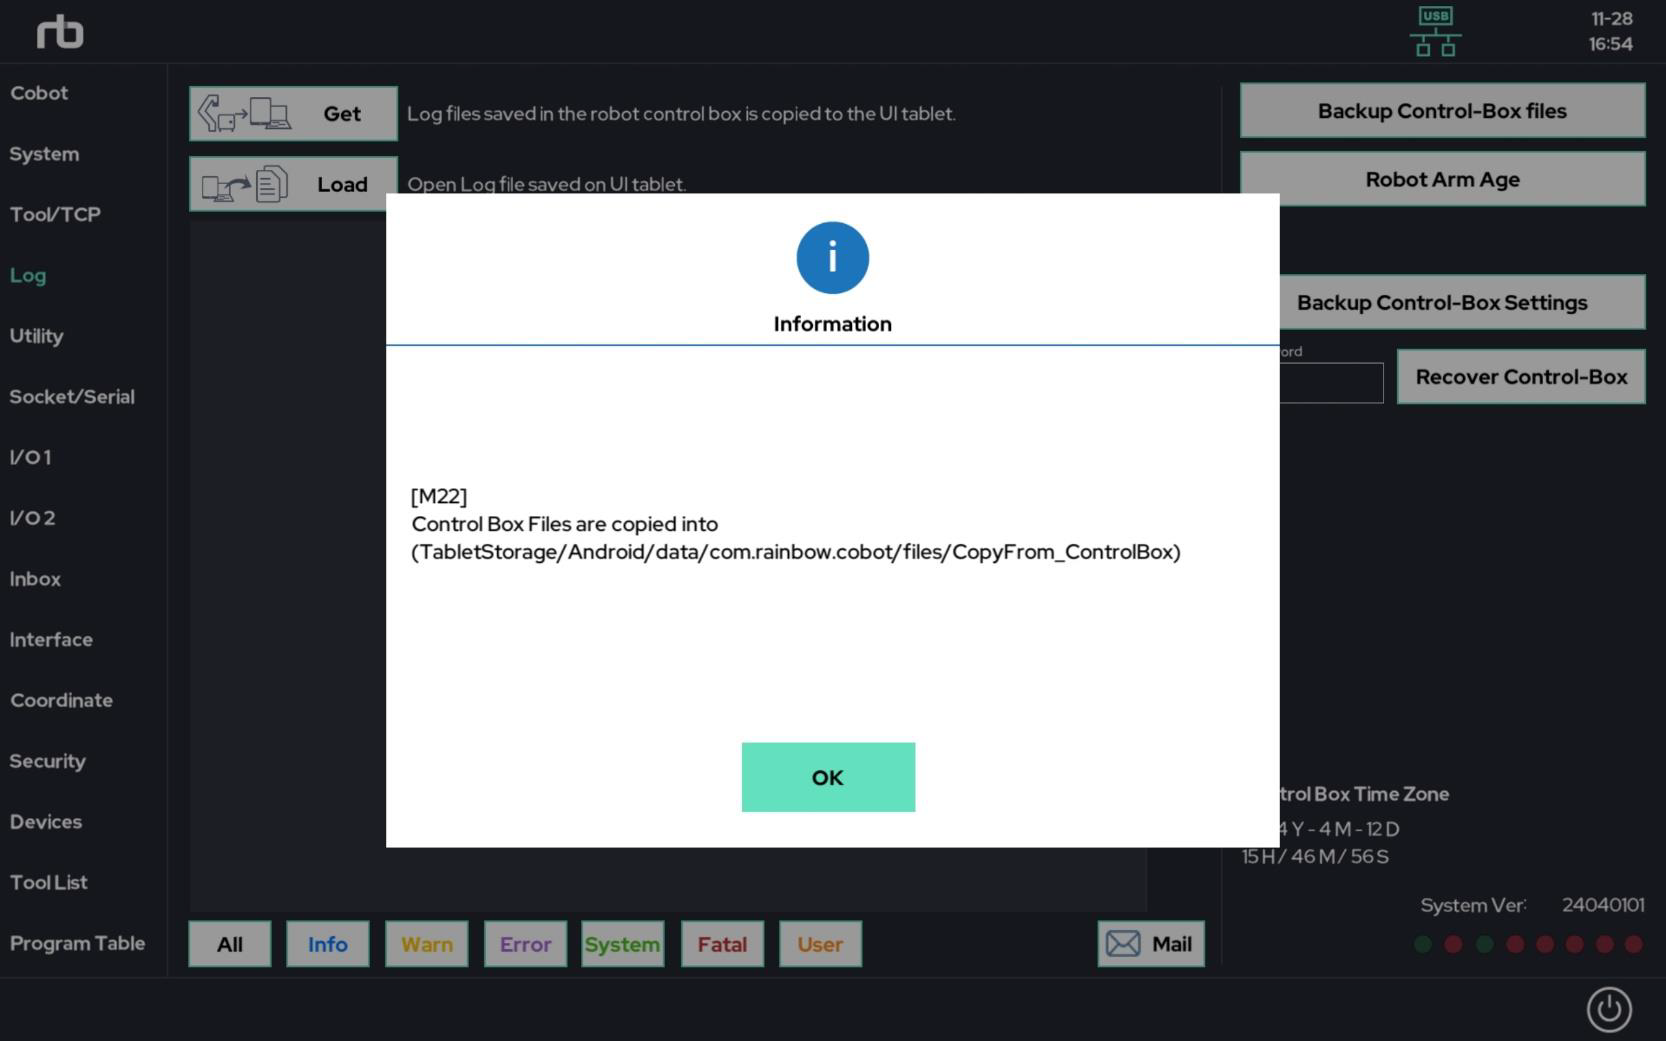 rb
USB
11-28
16:54
Cobot
System
Tool/TCP
Log
Utility
Socket/Serial
I/O 1
I/O 2
Inbox
Interface
Coordinate
Security
Devices
Tool List
Program Table
Get
Log files saved in the robot control box is copied to the UI tablet.
Load
Open Log file saved on UI tablet.
Backup Control-Box files
Robot Arm Age
Backup Control-Box Settings
ord
Recover Control-Box
i
Information
[M22]
Control Box Files are copied into
(TabletStorage/Android/data/com.rainbow.cobot/files/CopyFrom_ControlBox)
OK
trol Box Time Zone
4 Y - 4 M - 12 D
15 H / 46 M / 56 S
System Ver: 24040101
All
Info
Warn
Error
System
Fatal
User
Mail